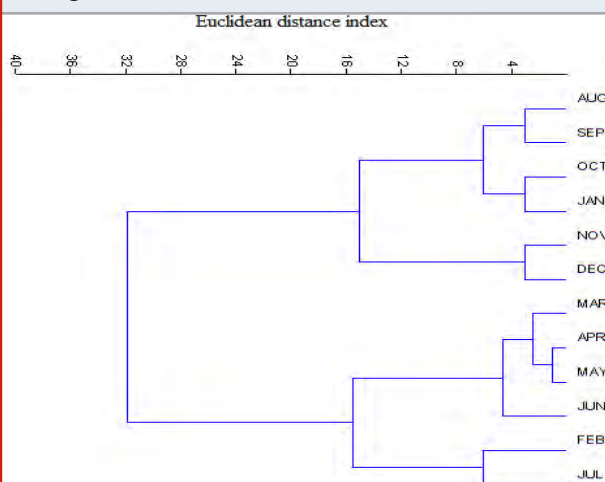 Euclidean distance index
40 36 32 28 24 20 16 12 8 4
AUG
SEP
OCT
JAN
NOV
DEC
MAR
APR
MAY
JUN
FEB
JUL